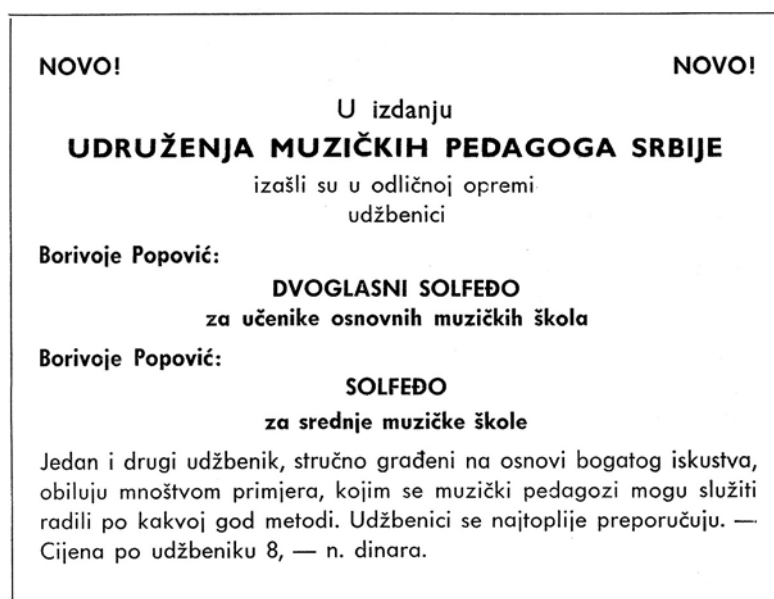 NOVO! NOVO!
U izdanju
UDRUŽENJA MUZIČKIH PEDAGOGA SRBIJE
izašli su u odličnoj opremi
udžbenici
Borivoje Popović:
DVOGLASNI SOLFEĐO
za učenike osnovnih muzičkih škola
Borivoje Popović:
SOLFEĐO
za srednje muzičke škole
Jedan i drugi udžbenik, stručno građeni na osnovi bogatog iskustva,
obiluju mnoštvom primjera, kojim se muzički pedagozi mogu služiti
radili po kakvoj god metodi. Udžbenici se najtoplije preporučuju. —
Cijena po udžbeniku 8, — n. dinara.